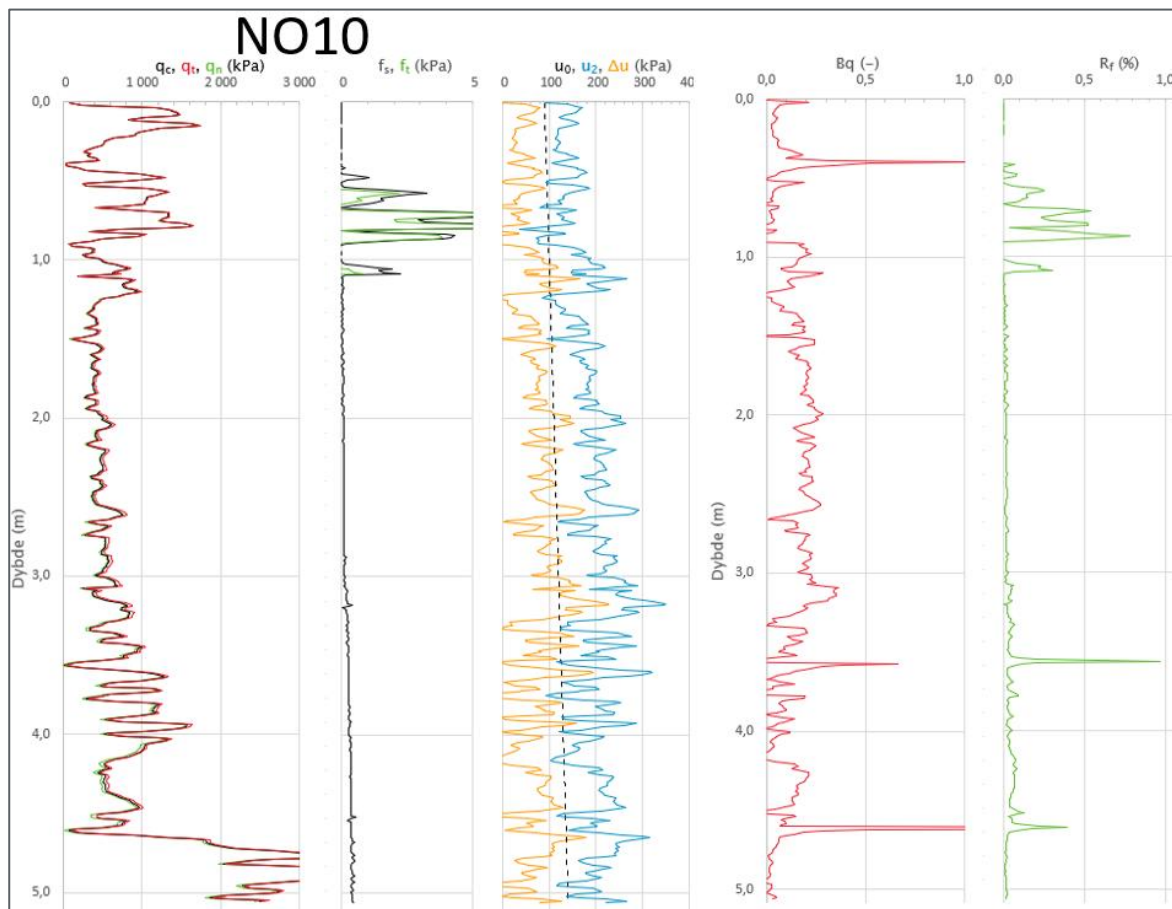 NO10
qc, qt, qn (kPa)
fs, ft (kPa)
u0, u2, Δu (kPa)
Bq (–)
Rf (%)
0 1 000 2 000 3 000
0 5
0 100 200 300 40
0,0 0,5 1,0
0,0 0,5 1,0
0,0
1,0
2,0
3,0
4,0
5,0
Dybde (m)
0,0
1,0
2,0
3,0
4,0
5,0
Dybde (m)